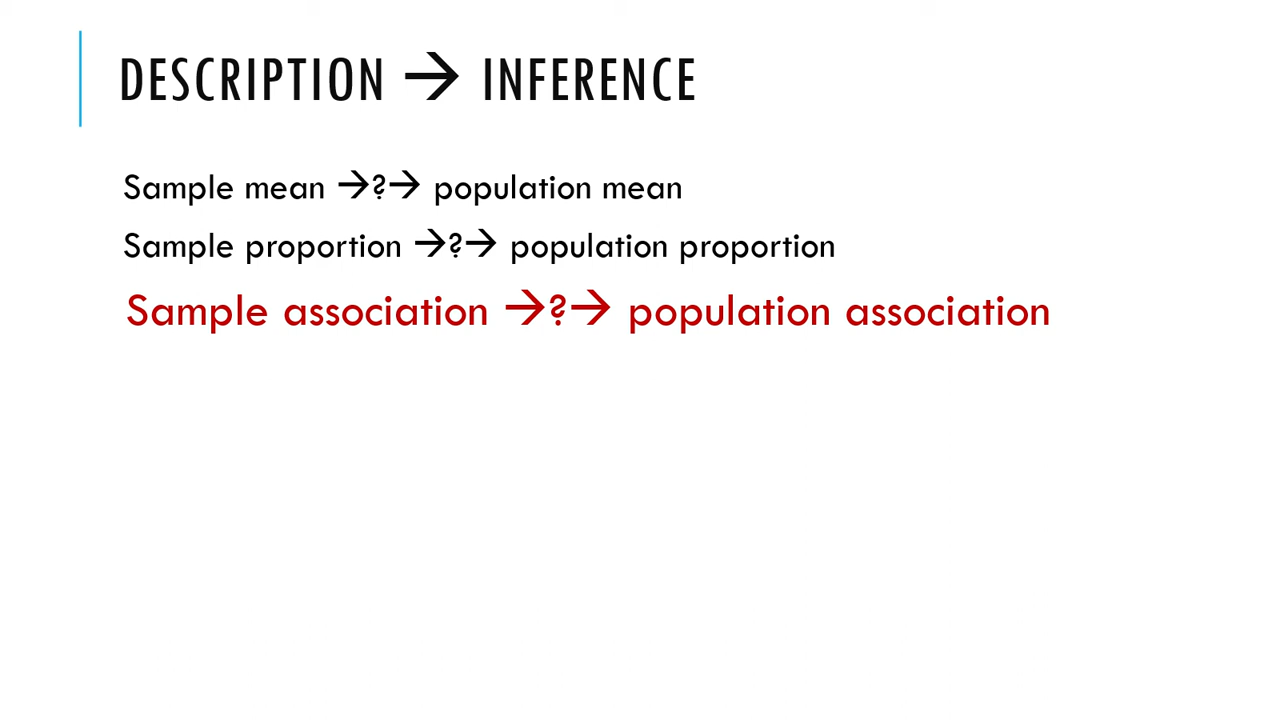 DESCRIPTION → INFERENCE
Sample mean →?→ population mean
Sample proportion →?→ population proportion
Sample association →?→ population association